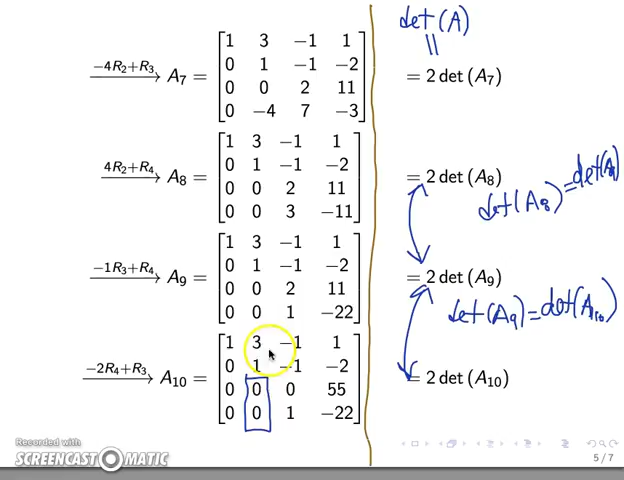 det(A)
||
−4R2+R3 → A7 = [1 3 −1 1
0 1 −1 −2
0 0 2 11
0 −4 7 −3] = 2 det (A7)
4R2+R4 → A8 = [1 3 −1 1
0 1 −1 −2
0 0 2 11
0 0 3 −11] = 2 det (A8)
det(A8)=det(A9)
−1R3+R4 → A9 = [1 3 −1 1
0 1 −1 −2
0 0 2 11
0 0 1 −22] = 2 det (A9)
det(A9)=det(A10)
−2R4+R3 → A10 = [1 3 −1 1
0 1 −1 −2
0 0 0 55
0 0 1 −22] = 2 det (A10)
Recorded with
SCREENCAST MATIC
5 / 7